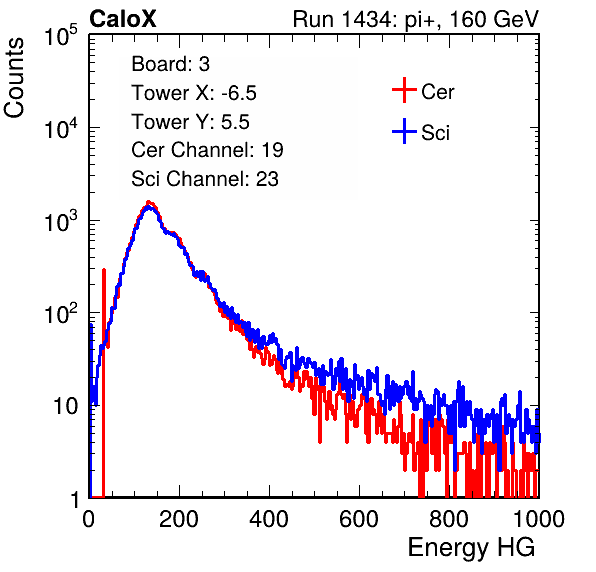 CaloX Run 1434: pi+, 160 GeV
Counts
10^5
10^4
10^3
10^2
10
1
Board: 3
Tower X: -6.5
Tower Y: 5.5
Cer Channel: 19
Sci Channel: 23
Cer
Sci
0 200 400 600 800 1000
Energy HG